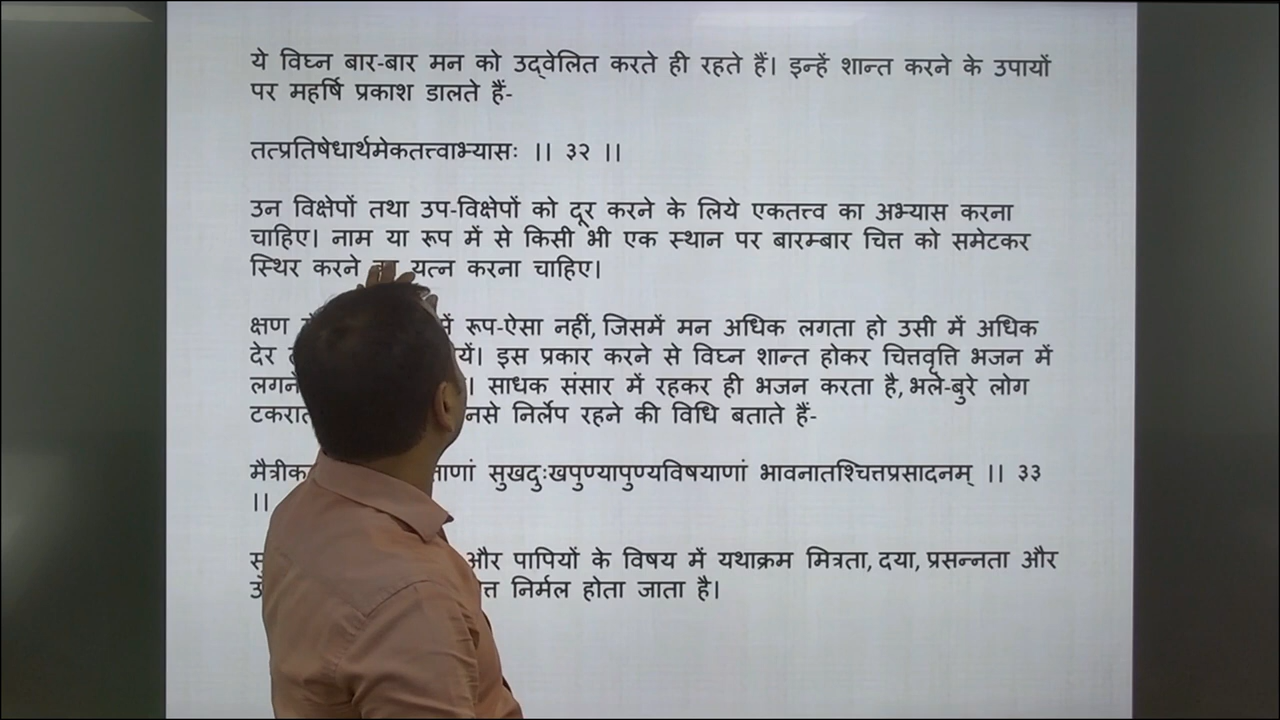 ये विघ्न बार-बार मन को उद्वेलित करते ही रहते हैं। इन्हें शान्त करने के उपायों
पर महर्षि प्रकाश डालते हैं-
तत्प्रतिषेधार्थमेकतत्त्वाभ्यासः ।। ३२ ।।
उन विक्षेपों तथा उप-विक्षेपों को दूर करने के लिये एकतत्त्व का अभ्यास करना
चाहिए। नाम या रूप में से किसी भी एक स्थान पर बारम्बार चित्त को समेटकर
स्थिर करने यत्न करना चाहिए।
क्षण रूप-ऐसा नहीं, जिसमें मन अधिक लगता हो उसी में अधिक
देर इस प्रकार करने से विघ्न शान्त होकर चित्तवृत्ति भजन में
साधक संसार में रहकर ही भजन करता है, भले-बुरे लोग
निर्लेप रहने की विधि बताते हैं-
सुखदुःखपुण्यापुण्यविषयाणां भावनातश्चित्तप्रसादनम् ।। ३३
।।
और पापियों के विषय में यथाक्रम मित्रता, दया, प्रसन्नता और
निर्मल होता जाता है।